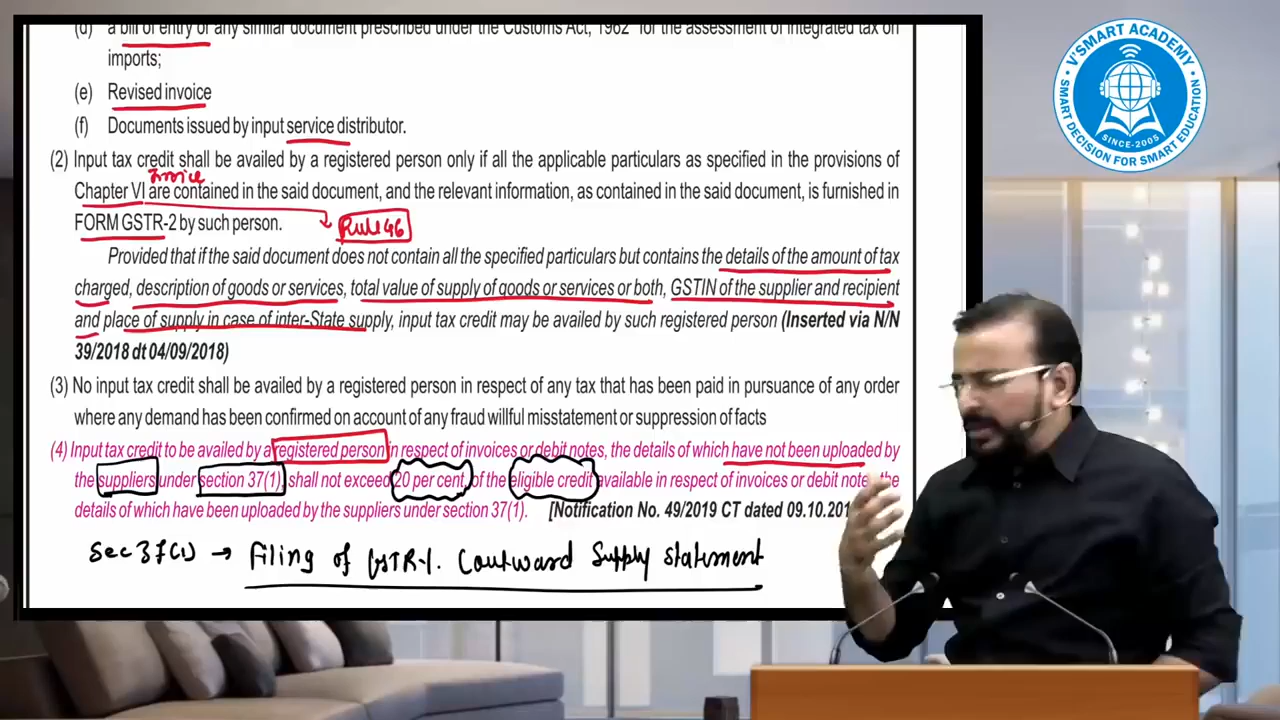 (d) a bill of entry or any similar document prescribed under the Customs Act, 1962 for the assessment of integrated tax on
imports;
(e) Revised invoice
(f) Documents issued by input service distributor.
(2) Input tax credit shall be availed by a registered person only if all the applicable particulars as specified in the provisions of
Invoice
Chapter VI are contained in the said document, and the relevant information, as contained in the said document, is furnished in
FORM GSTR-2 by such person.
Rule 46
Provided that if the said document does not contain all the specified particulars but contains the details of the amount of tax
charged, description of goods or services, total value of supply of goods or services or both, GSTIN of the supplier and recipient
and place of supply in case of inter-State supply, input tax credit may be availed by such registered person (Inserted via N/N
39/2018 dt 04/09/2018)
(3) No input tax credit shall be availed by a registered person in respect of any tax that has been paid in pursuance of any order
where any demand has been confirmed on account of any fraud willful misstatement or suppression of facts
(4) Input tax credit to be availed by a registered person in respect of invoices or debit notes, the details of which have not been uploaded by
the suppliers under section 37(1), shall not exceed 20 per cent. of the eligible credit available in respect of invoices or debit notes the
details of which have been uploaded by the suppliers under section 37(1). [Notification No. 49/2019 CT dated 09.10.201
Sec 37(1) → Filing of GSTR-1. Coutward Supply statement
V'SMART ACADEMY
SINCE-2005
SMART DECISION FOR SMART EDUCATION